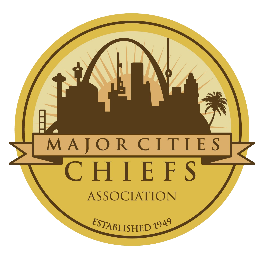 MAJOR CITIES
CHIEFS
ASSOCIATION
ESTABLISHED 1949